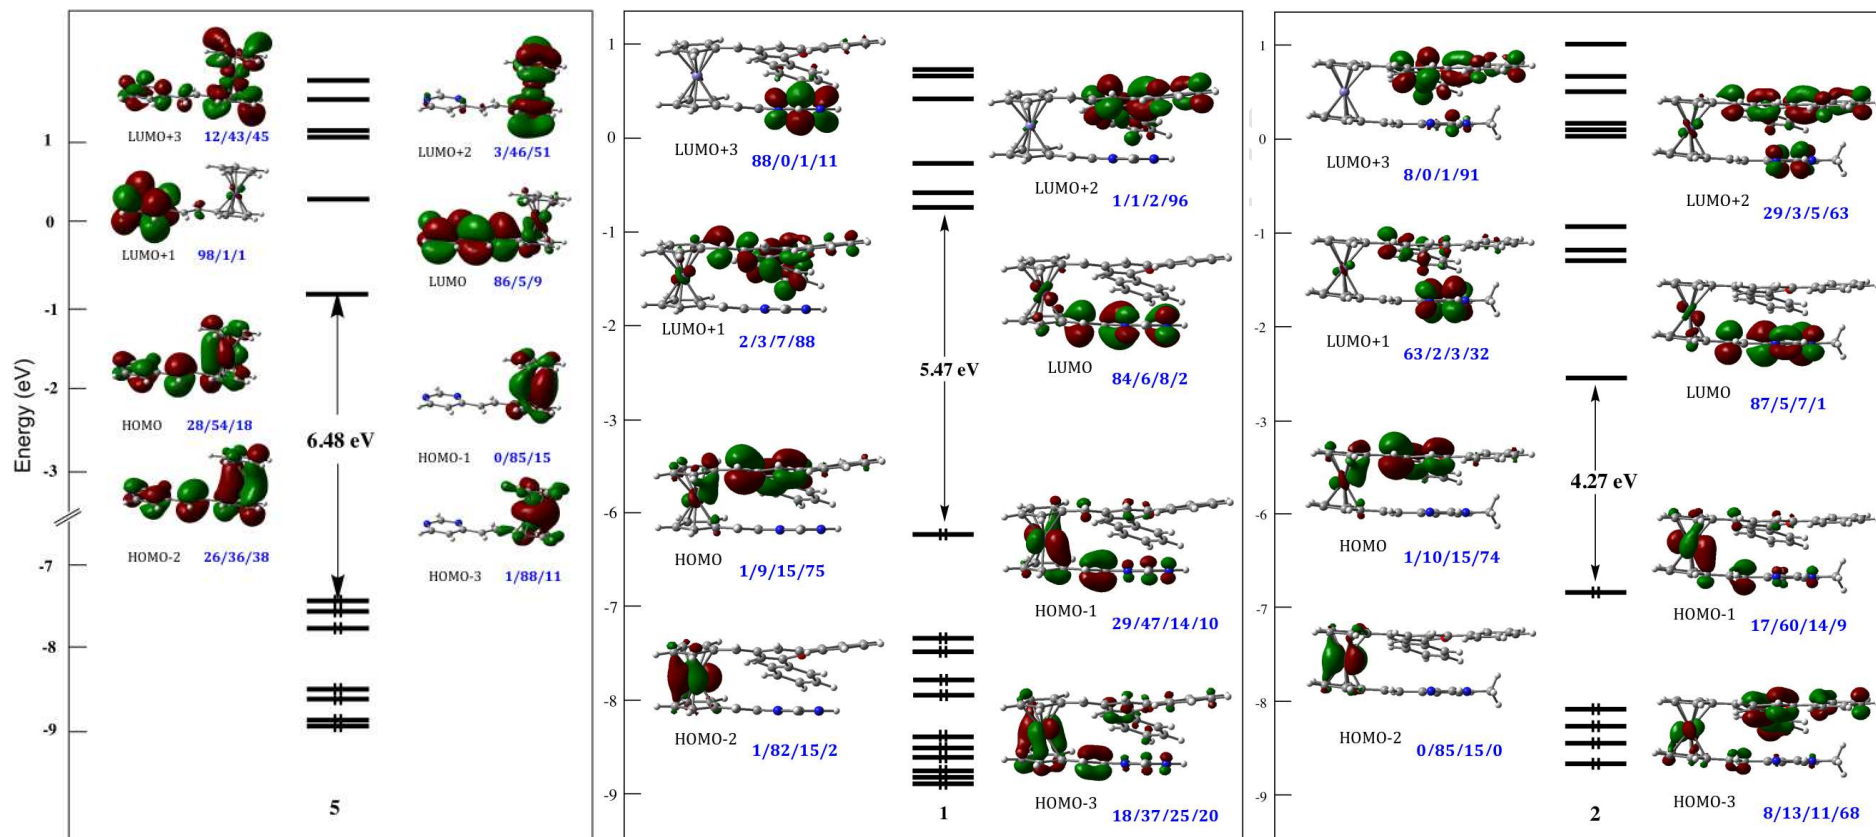 Energy (eV)
1
0
-1
-2
-3
-7
-8
-9
LUMO+3 12/43/45
LUMO+2 3/46/51
LUMO+1 98/1/1
LUMO 86/5/9
HOMO 28/54/18
6.48 eV
HOMO-1 0/85/15
HOMO-2 26/36/38
HOMO-3 1/88/11
5
1
0
-1
-2
-3
-6
-7
-8
-9
LUMO+3 88/0/1/11
LUMO+2
1/1/2/96
LUMO+1
2/3/7/88
LUMO
84/6/8/2
5.47 eV
HOMO
1/9/15/75
HOMO-1
29/47/14/10
HOMO-2 1/82/15/2
HOMO-3
18/37/25/20
1
1
0
-1
-2
-3
-6
-7
-8
-9
LUMO+3
8/0/1/91
LUMO+2
29/3/5/63
LUMO+1
63/2/3/32
LUMO
87/5/7/1
4.27 eV
HOMO
1/10/15/74
HOMO-1
17/60/14/9
HOMO-2
0/85/15/0
HOMO-3
8/13/11/68
2